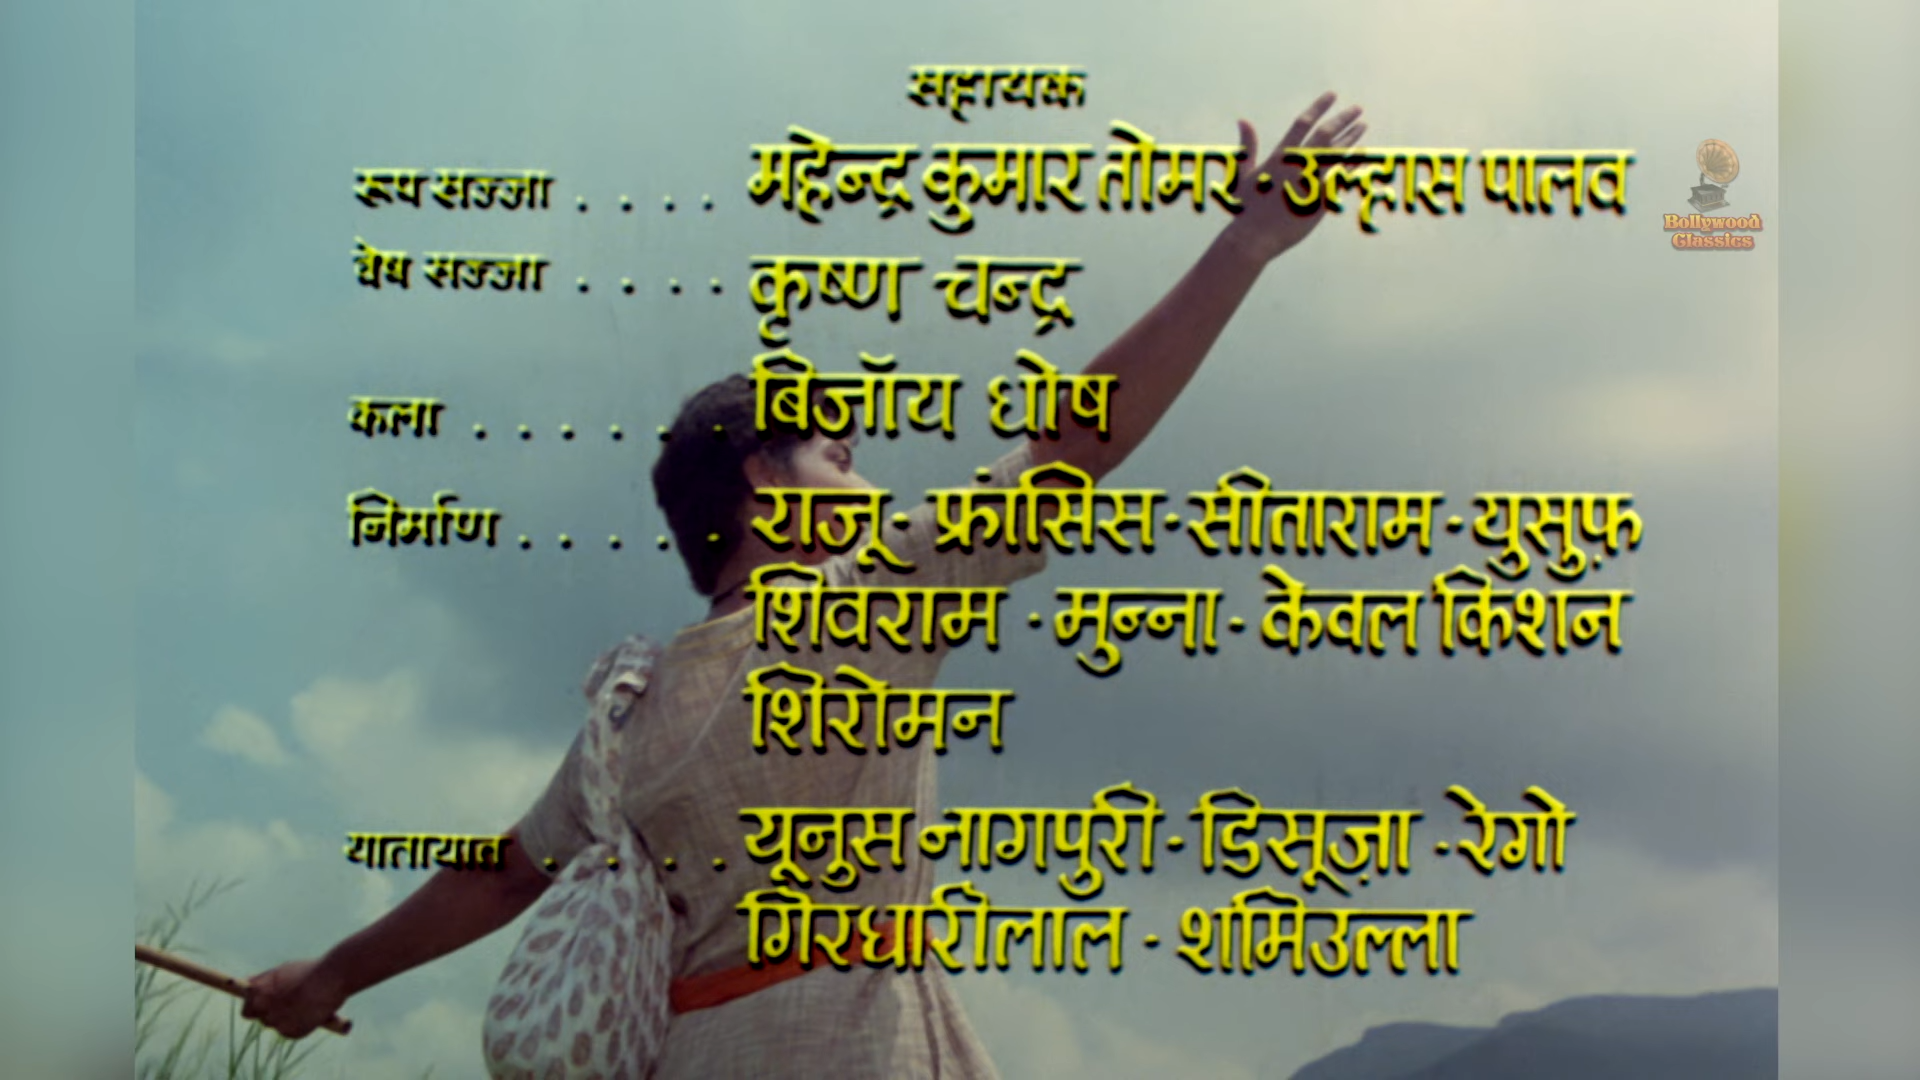 सहायक
रूप सज्जा . . . . महेन्द्र कुमार तोमर · उल्हास पालव
वेष सज्जा . . . . कृष्ण चन्द्र
कला . . . . . . बिजॉय घोष
निर्माण . . . . . राजू · फ्रांसिस · सीताराम · युसुफ़
शिवराम · मुन्ना · केवल किशन
शिरोमन
यातायात . . . . यूनुस नागपुरी · डिसूज़ा · रेगो
गिरधारीलाल · शमिउल्ला
Bollywood
Classics